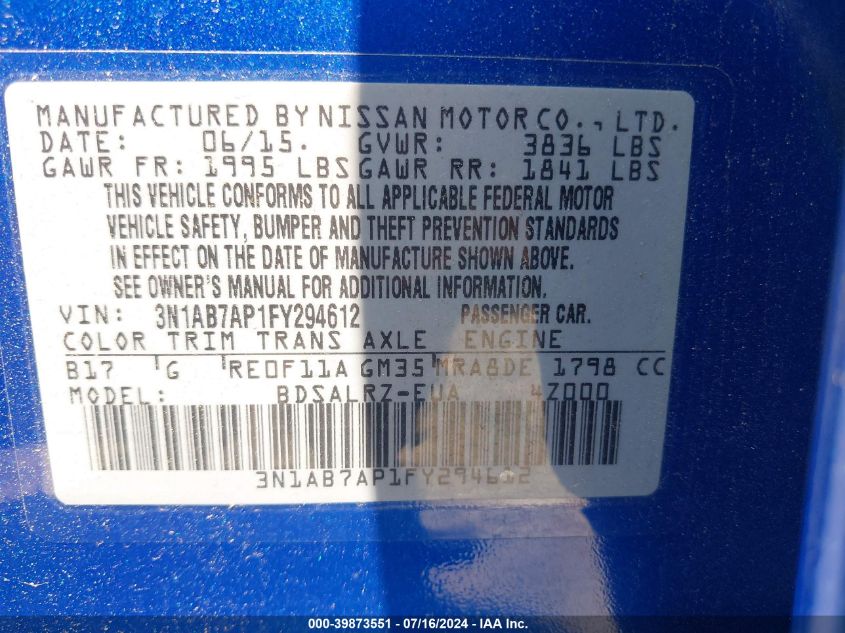 MANUFACTURED BY NISSAN MOTOR CO., LTD.
DATE: 06/15. GVWR: 3836 LBS
GAWR FR: 1995 LBS GAWR RR: 1841 LBS
THIS VEHICLE CONFORMS TO ALL APPLICABLE FEDERAL MOTOR
VEHICLE SAFETY, BUMPER AND THEFT PREVENTION STANDARDS
IN EFFECT ON THE DATE OF MANUFACTURE SHOWN ABOVE.
SEE OWNER'S MANUAL FOR ADDITIONAL INFORMATION.
VIN: 3N1AB7AP1FY294612 PASSENGER CAR.
COLOR TRIM TRANS AXLE ENGINE
B17 G RE0F11A GM35 MRA8DE 1798 CC
MODEL: BDSALRZ-EUA 4Z000
3N1AB7AP1FY294612
000-39873551 - 07/16/2024 - IAA Inc.